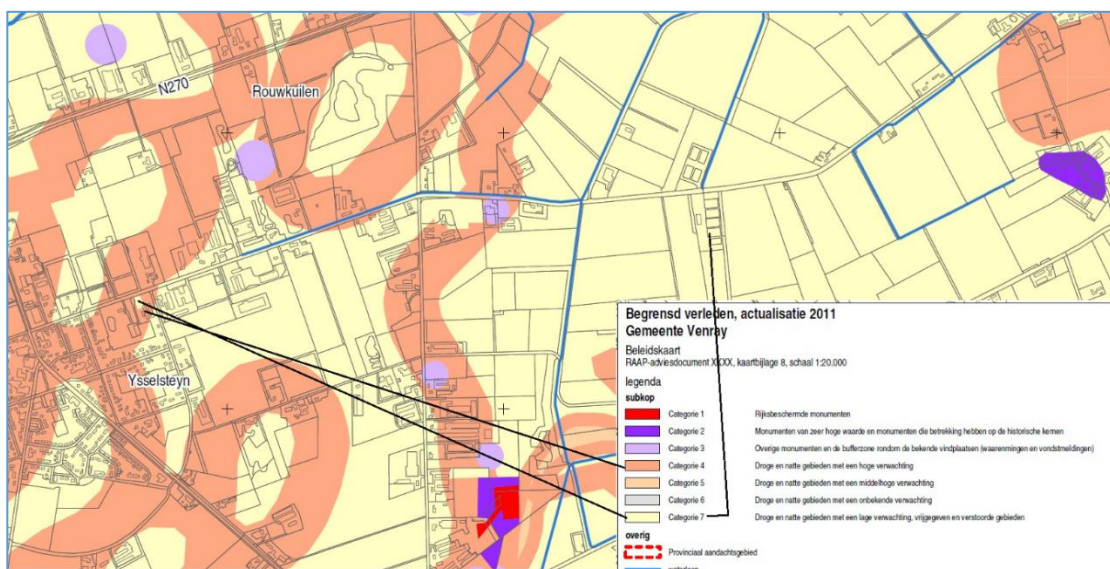 N270
Rouwkuilen
Ysselsteyn
Begrensd verleden, actualisatie 2011
Gemeente Venray
Beleidskaart
RAAP-adviesdocument XXXX, kaartbijlage 8, schaal 1:20.000
legenda
subkop
Categorie 1 Rijksbeschermde monumenten
Categorie 2 Monumenten van zeer hoge waarde en monumenten die betrekking hebben op de historische kernen
Categorie 3 Overige monumenten en de bufferzone rondom de bekende vindplaatsen (waarnemingen en vondstmeldingen)
Categorie 4 Droge en natte gebieden met een hoge verwachting
Categorie 5 Droge en natte gebieden met een middelhoge verwachting
Categorie 6 Droge en natte gebieden met een onbekende verwachting
Categorie 7 Droge en natte gebieden met een lage verwachting, vrijgegeven en verstoorde gebieden
overig
Provinciaal aandachtsgebied